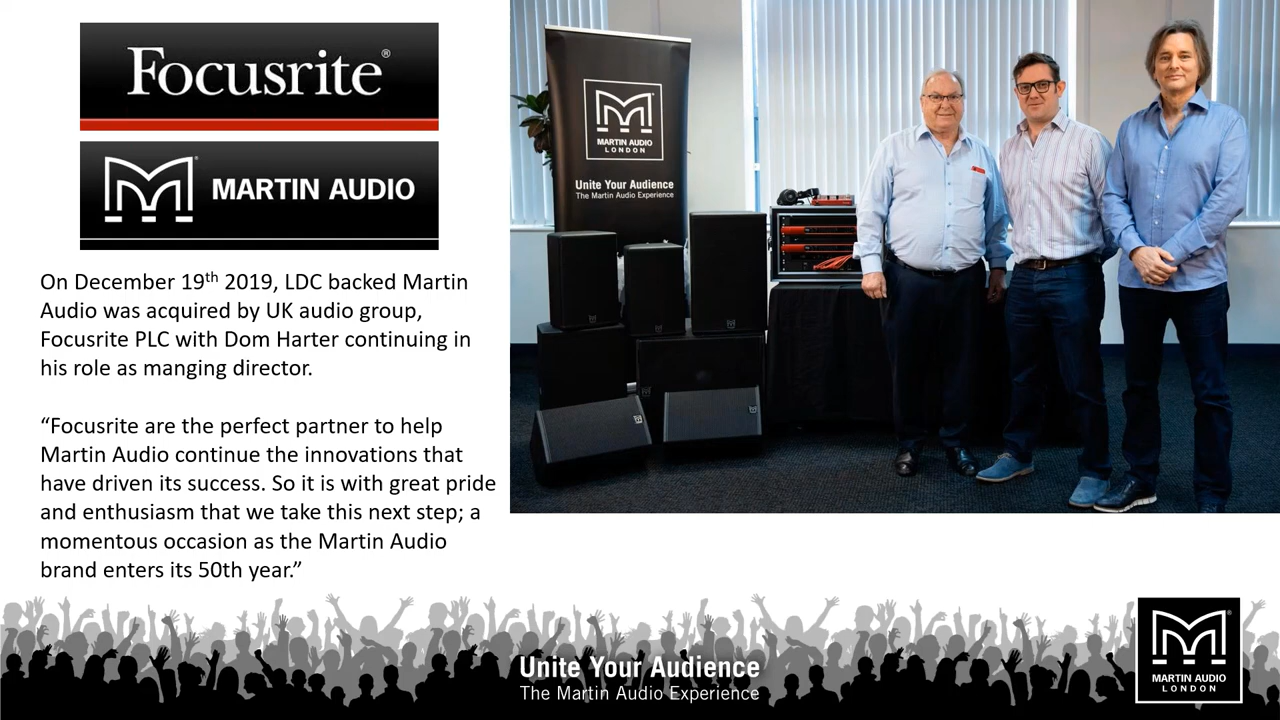 Focusrite®
MARTIN AUDIO
On December 19th 2019, LDC backed Martin
Audio was acquired by UK audio group,
Focusrite PLC with Dom Harter continuing in
his role as manging director.
“Focusrite are the perfect partner to help
Martin Audio continue the innovations that
have driven its success. So it is with great pride
and enthusiasm that we take this next step; a
momentous occasion as the Martin Audio
brand enters its 50th year.”
MARTIN AUDIO
LONDON
Unite Your Audience
The Martin Audio Experience
Unite Your Audience
The Martin Audio Experience
MARTIN AUDIO
LONDON